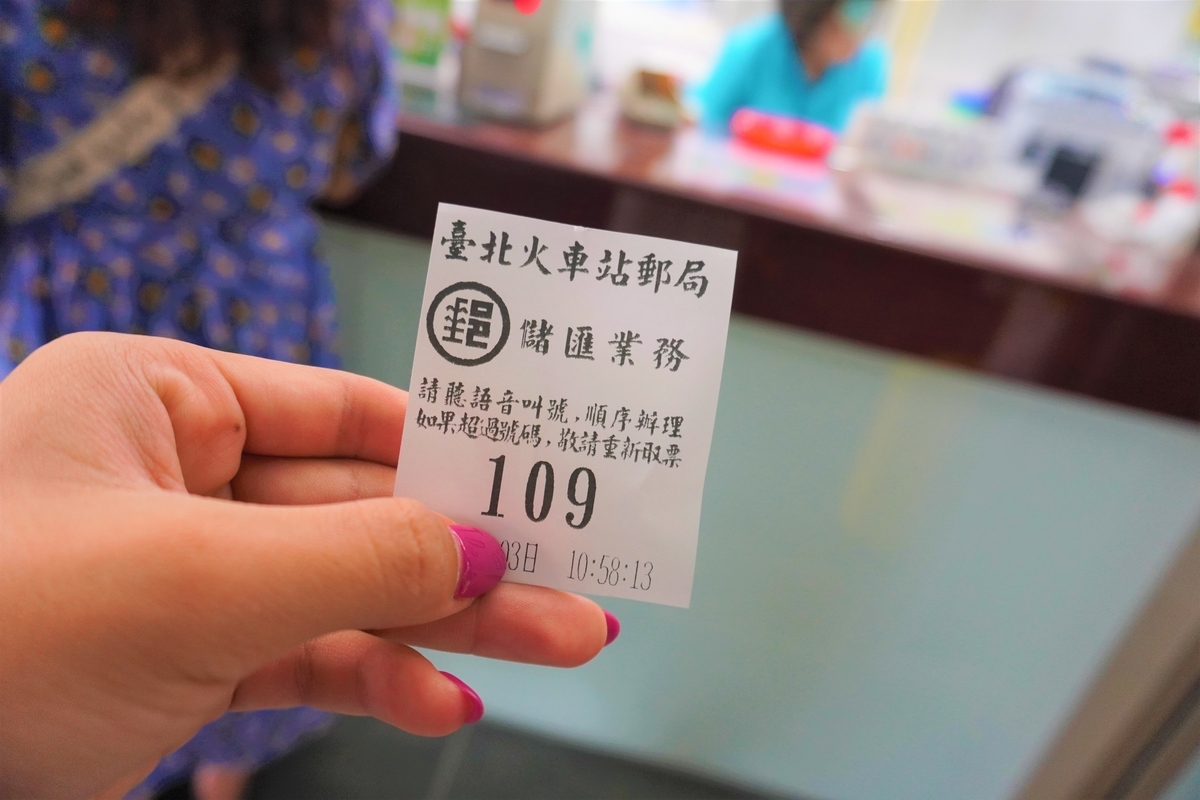 臺北火車站郵局
郵 儲匯業務
請聽語音叫號,順序辦理
如果超過號碼,敬請重新取票
109
03日 10:58:13